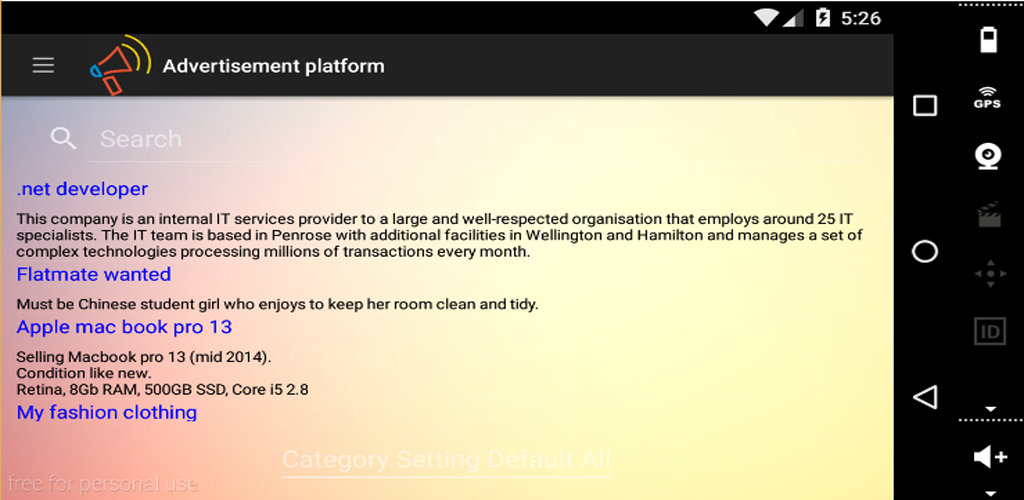 5:26
Advertisement platform
GPS
Search
.net developer
This company is an internal IT services provider to a large and well-respected organisation that employs around 25 IT
specialists. The IT team is based in Penrose with additional facilities in Wellington and Hamilton and manages a set of
complex technologies processing millions of transactions every month.
Flatmate wanted
Must be Chinese student girl who enjoys to keep her room clean and tidy.
Apple mac book pro 13
ID
Selling Macbook pro 13 (mid 2014).
Condition like new.
Retina, 8Gb RAM, 500GB SSD, Core i5 2.8
My fashion clothing
Category Setting Default All
free for personal use